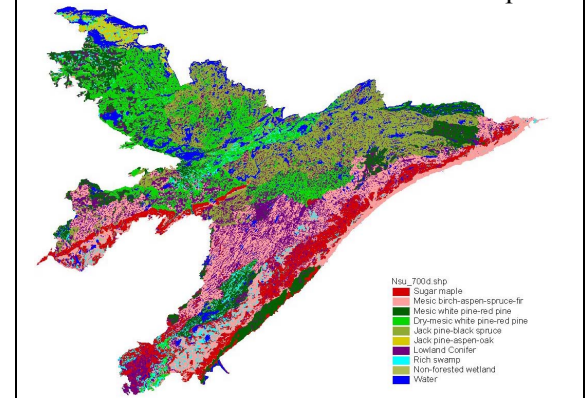 Nsu_700d.shp
Sugar maple
Mesic birch-aspen-spruce-fir
Mesic white pine-red pine
Dry-mesic white pine-red pine
Jack pine-black spruce
Jack pine-aspen-oak
Lowland Conifer
Rich swamp
Non-forested wetland
Water